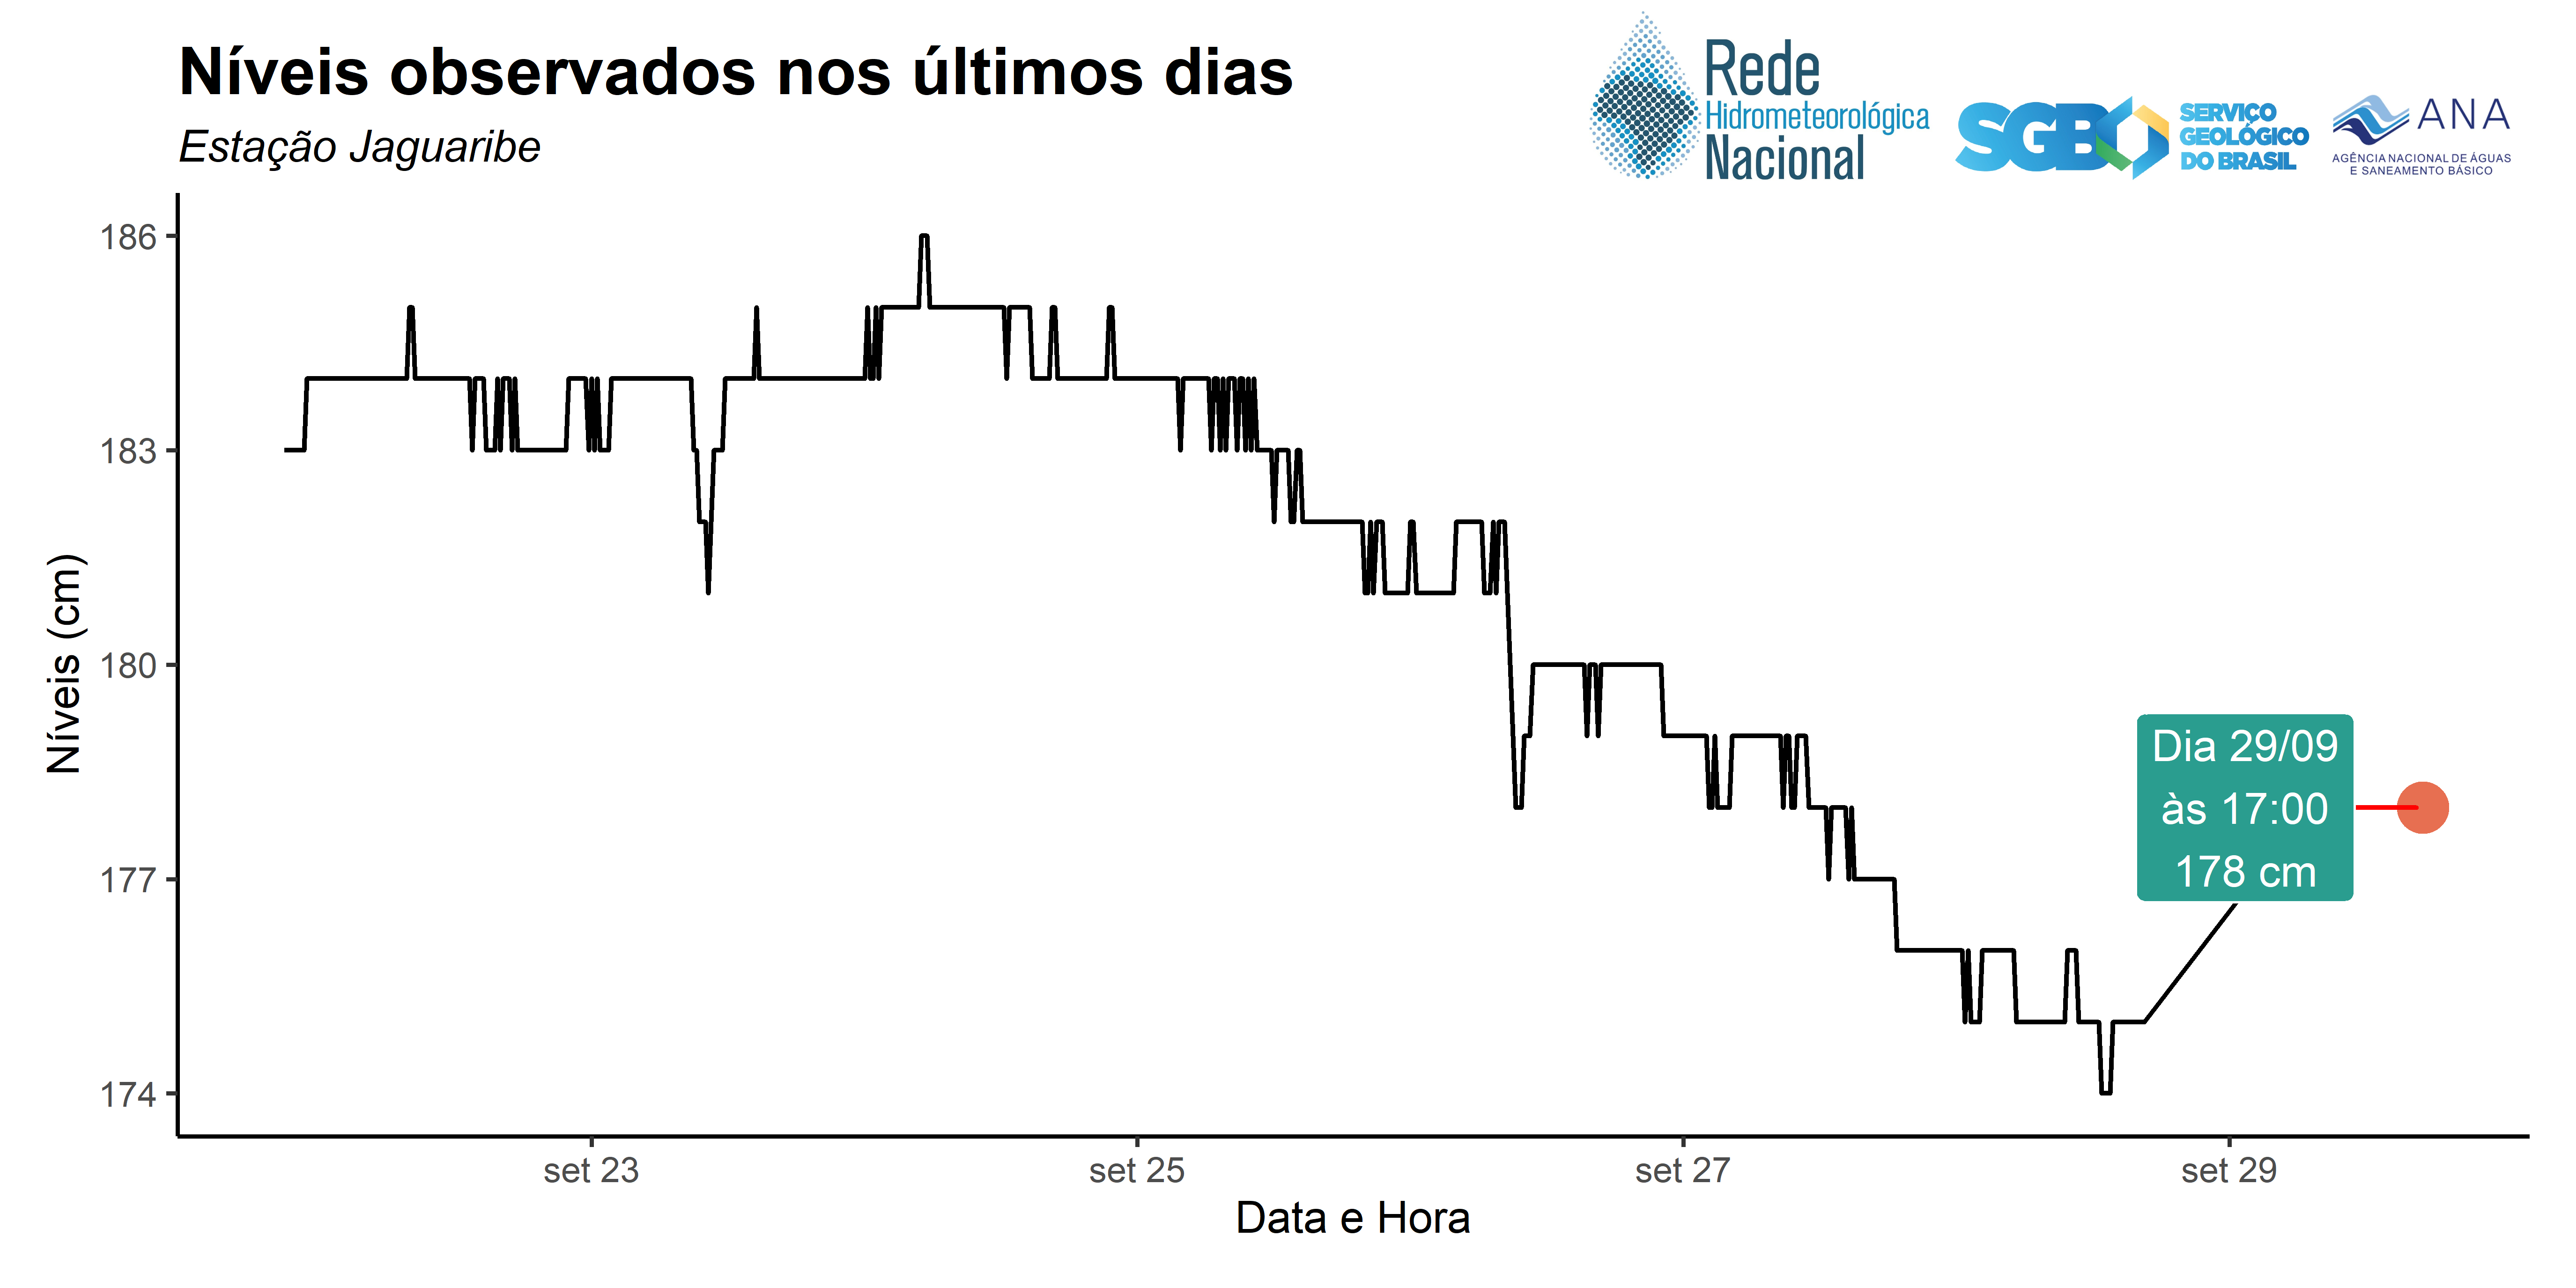 Níveis observados nos últimos dias
Estação Jaguaribe
Rede
Hidrometeorológica
Nacional
SGB
SERVIÇO
GEOLÓGICO
DO BRASIL
ANA
AGÊNCIA NACIONAL DE ÁGUAS
E SANEAMENTO BÁSICO
186
183
180
177
174
Níveis (cm)
Dia 29/09
às 17:00
178 cm
set 23
set 25
set 27
set 29
Data e Hora